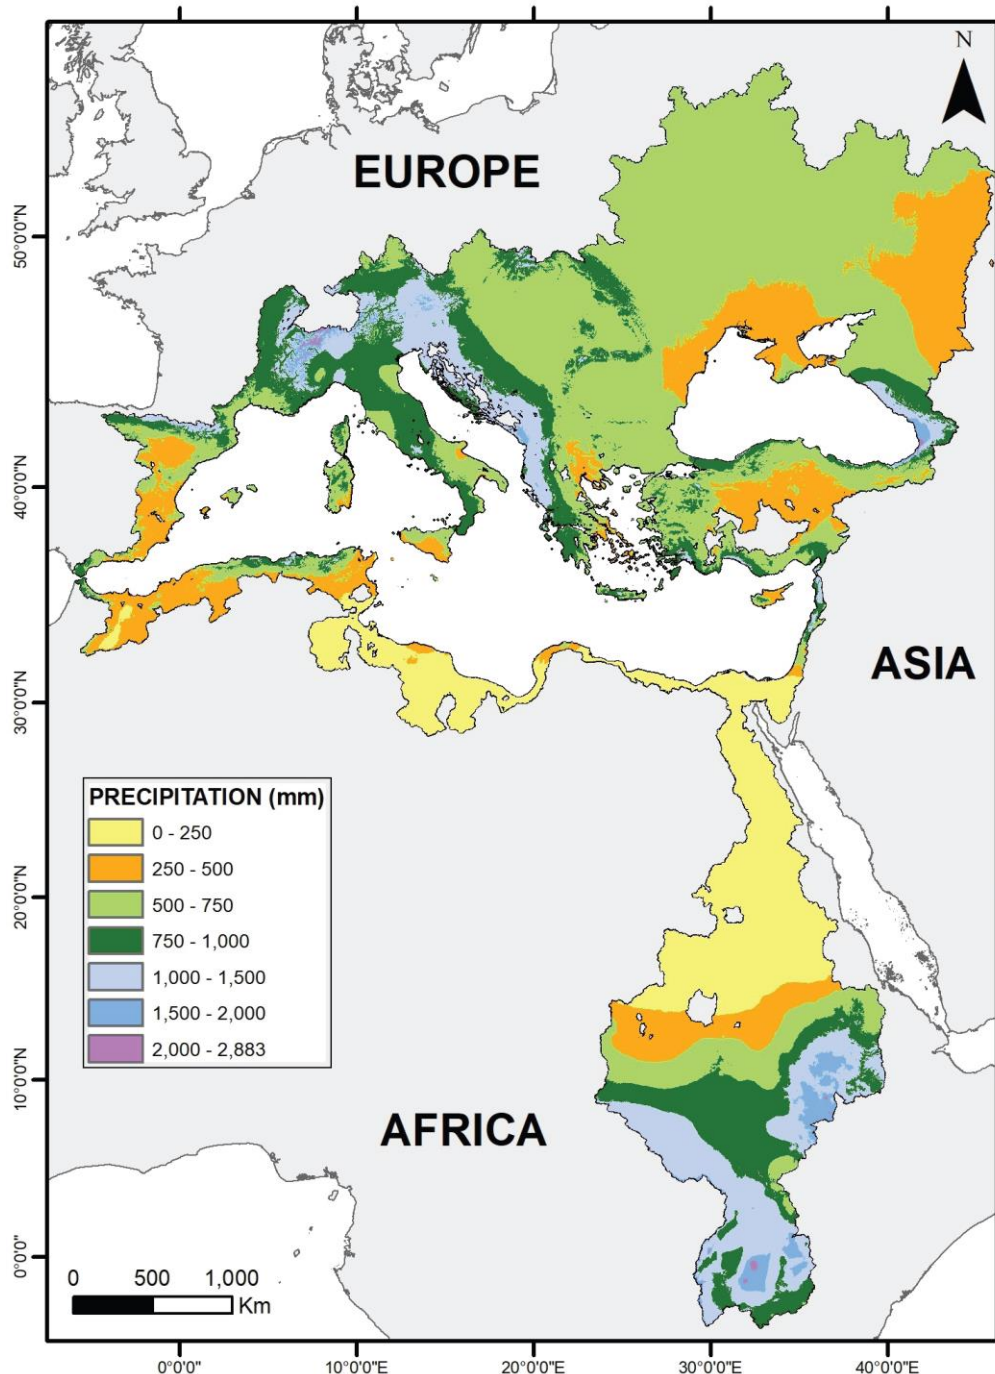 N
EUROPE
ASIA
AFRICA
PRECIPITATION (mm)
0 - 250
250 - 500
500 - 750
750 - 1,000
1,000 - 1,500
1,500 - 2,000
2,000 - 2,883
0 500 1,000
Km
50°0'0"N
40°0'0"N
30°0'0"N
20°0'0"N
10°0'0"N
0°0'0"
0°0'0"
10°0'0"E
20°0'0"E
30°0'0"E
40°0'0"E